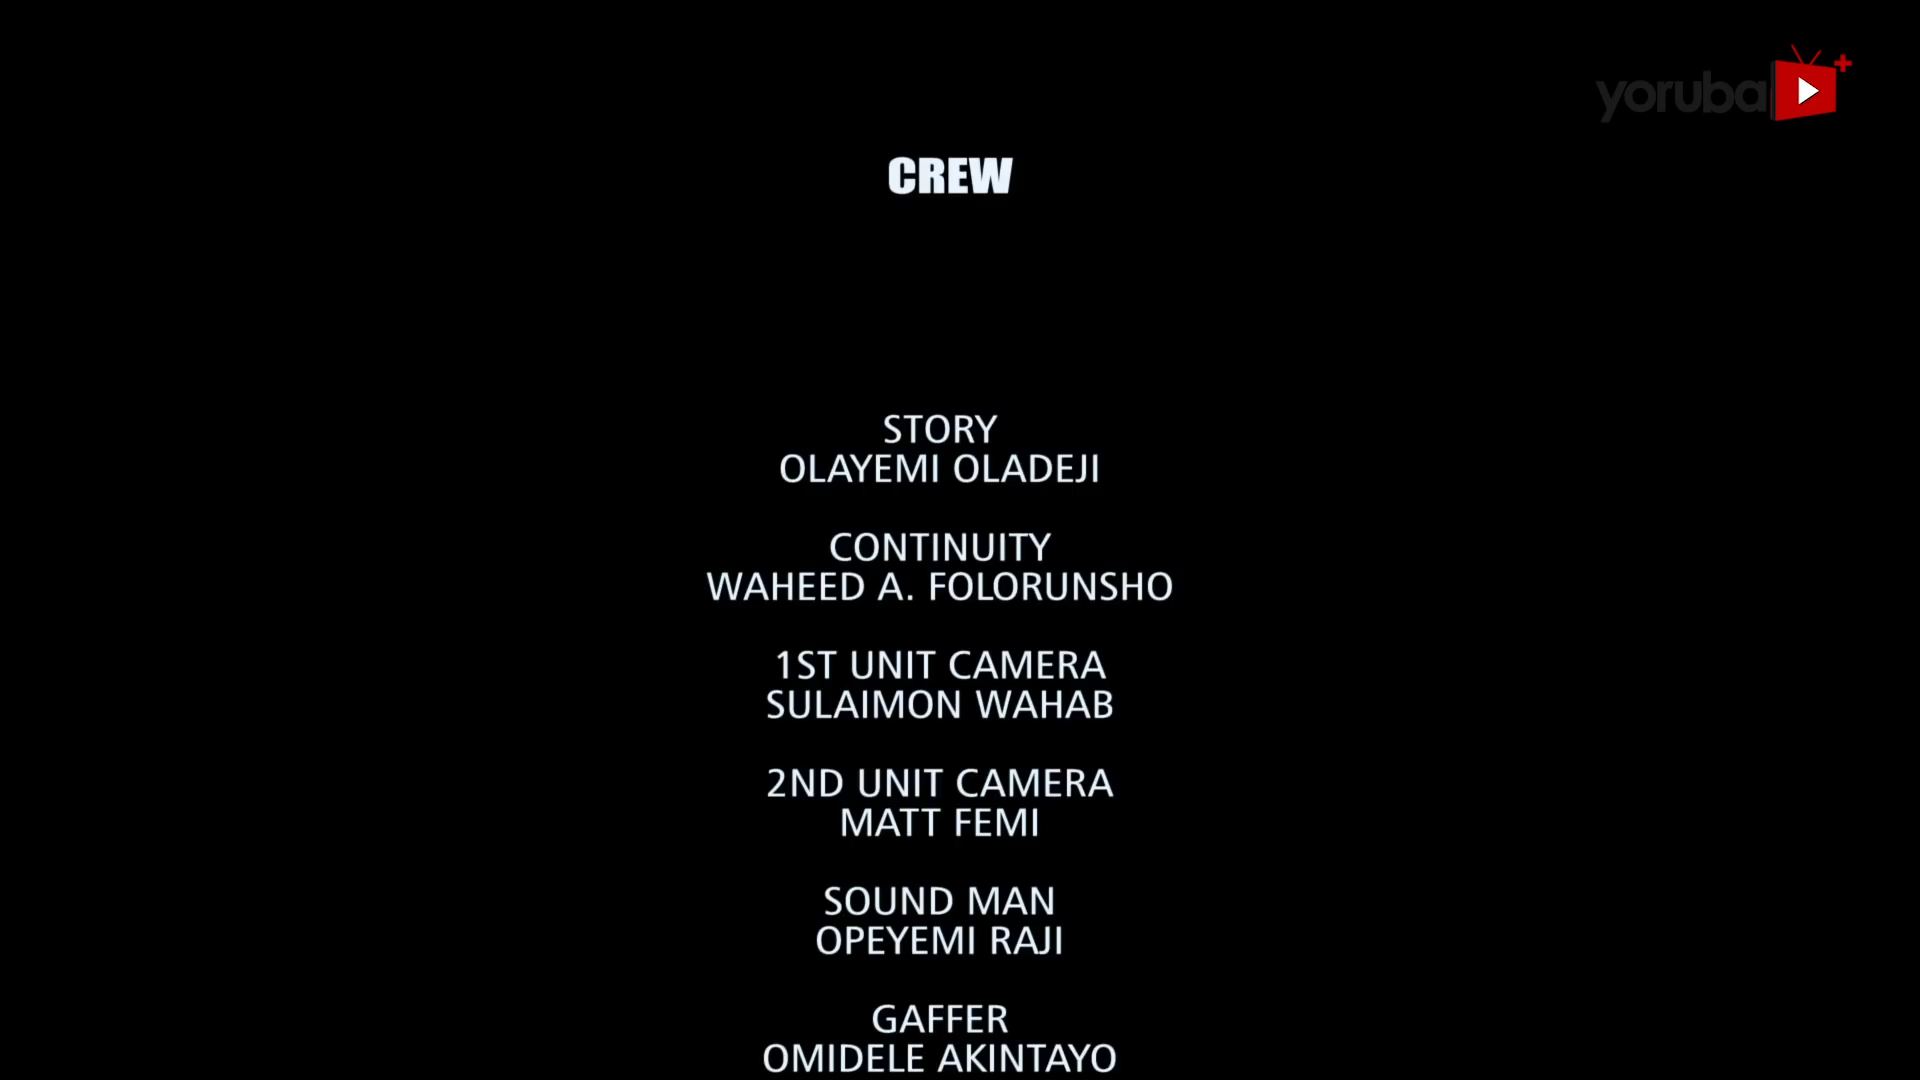 yoruba
CREW
STORY
OLAYEMI OLADEJI
CONTINUITY
WAHEED A. FOLORUNSHO
1ST UNIT CAMERA
SULAIMON WAHAB
2ND UNIT CAMERA
MATT FEMI
SOUND MAN
OPEYEMI RAJI
GAFFER
OMIDELE AKINTAYO